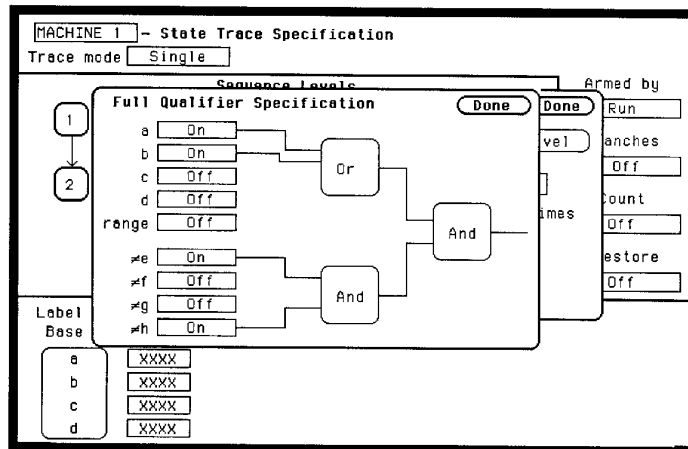 MACHINE 1 - State Trace Specification
Trace mode Single
Sequence Levels
Armed by
Run
Full Qualifier Specification Done Done
1
2
a On
b On
c Off
d Off
range Off
Or
And
≠e On
≠f Off
≠g Off
≠h On
And
vel
imes
anches
Off
Count
Off
estore
Off
Label
Base
a XXXX
b XXXX
c XXXX
d XXXX